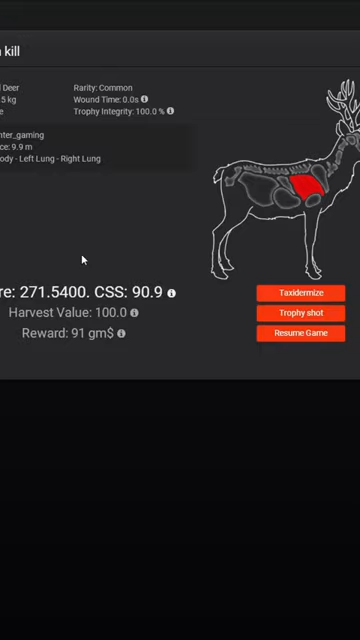 kill
Deer
5 kg
Rarity: Common
Wound Time: 0.0s
Trophy Integrity: 100.0 %
nter_gaming
ce: 9.9 m
ody - Left Lung - Right Lung
re: 271.5400. CSS: 90.9
Harvest Value: 100.0
Reward: 91 gm$
Taxidermize
Trophy shot
Resume Game